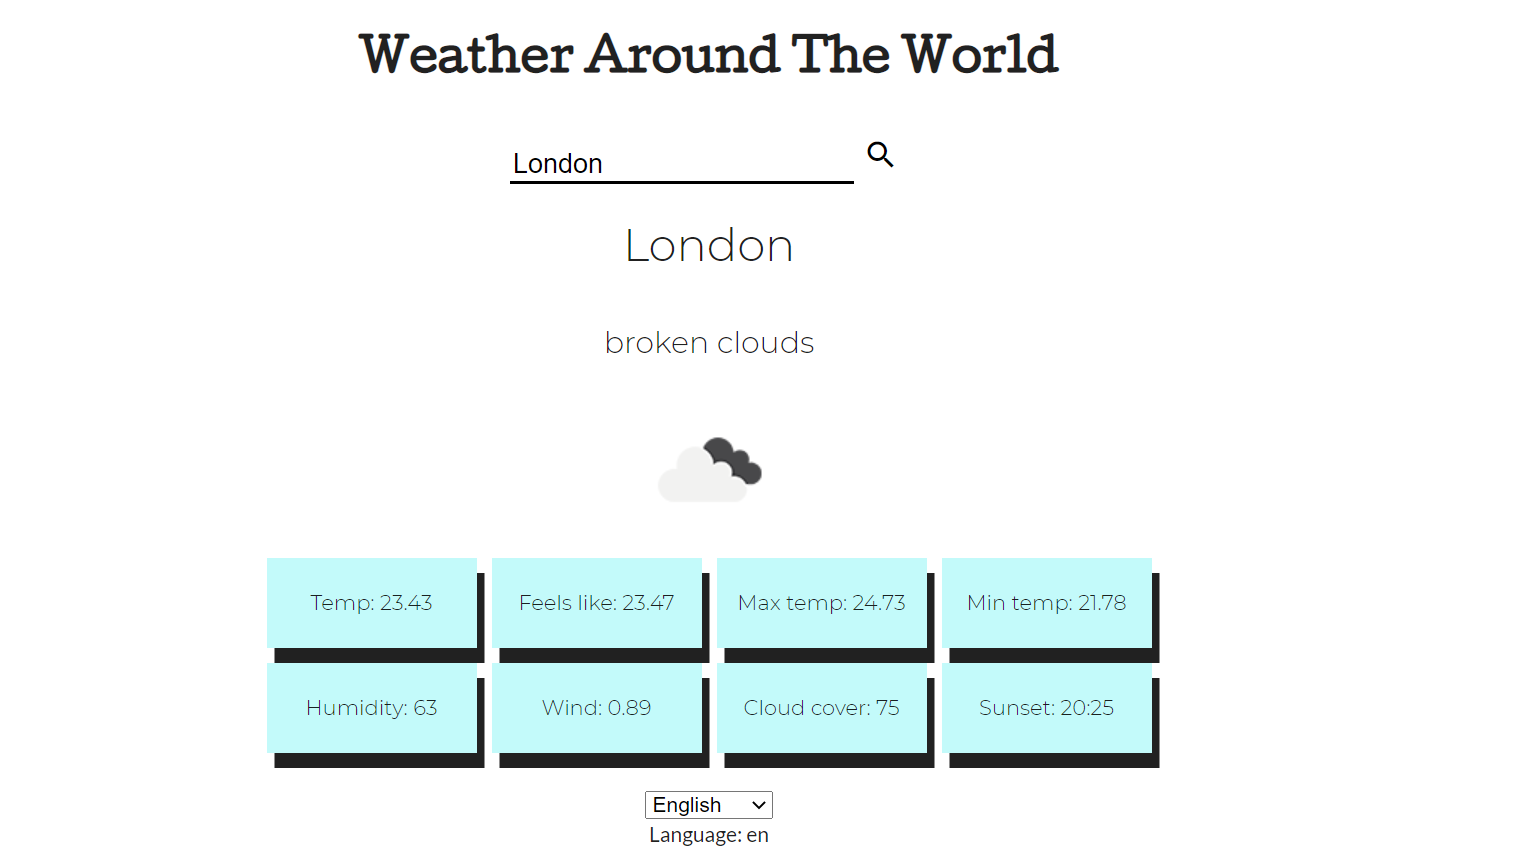 Weather Around The World
London
London
broken clouds
Temp: 23.43
Feels like: 23.47
Max temp: 24.73
Min temp: 21.78
Humidity: 63
Wind: 0.89
Cloud cover: 75
Sunset: 20:25
English
Language: en